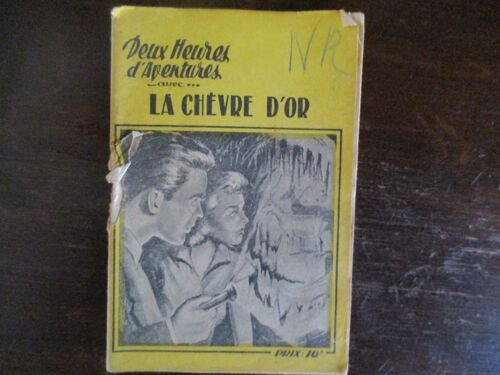 Deux Heures
d'Aventures
avec...
LA CHÈVRE D'OR
NR
PRIX: 10F